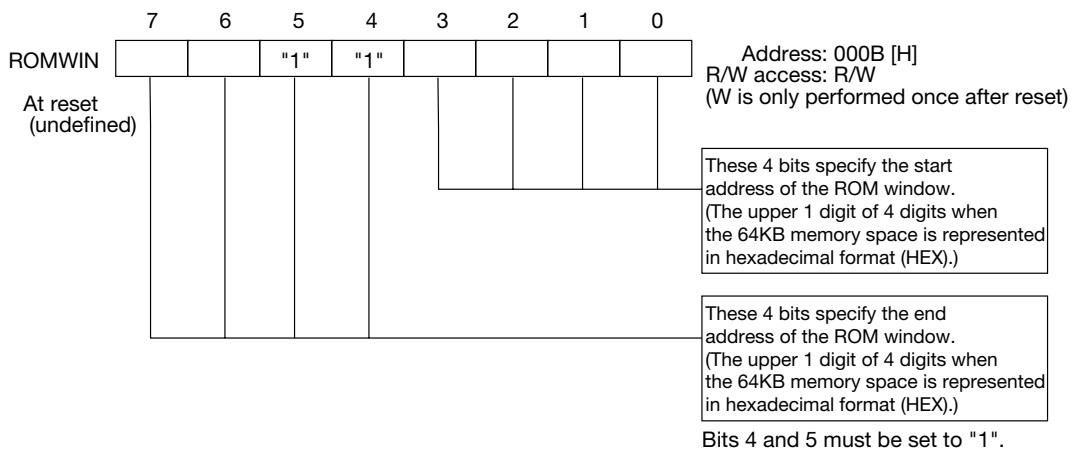 7 6 5 4 3 2 1 0
ROMWIN "1" "1"
At reset
(undefined)
Address: 000B [H]
R/W access: R/W
(W is only performed once after reset)
These 4 bits specify the start
address of the ROM window.
(The upper 1 digit of 4 digits when
the 64KB memory space is represented
in hexadecimal format (HEX).)
These 4 bits specify the end
address of the ROM window.
(The upper 1 digit of 4 digits when
the 64KB memory space is represented
in hexadecimal format (HEX).)
Bits 4 and 5 must be set to "1".